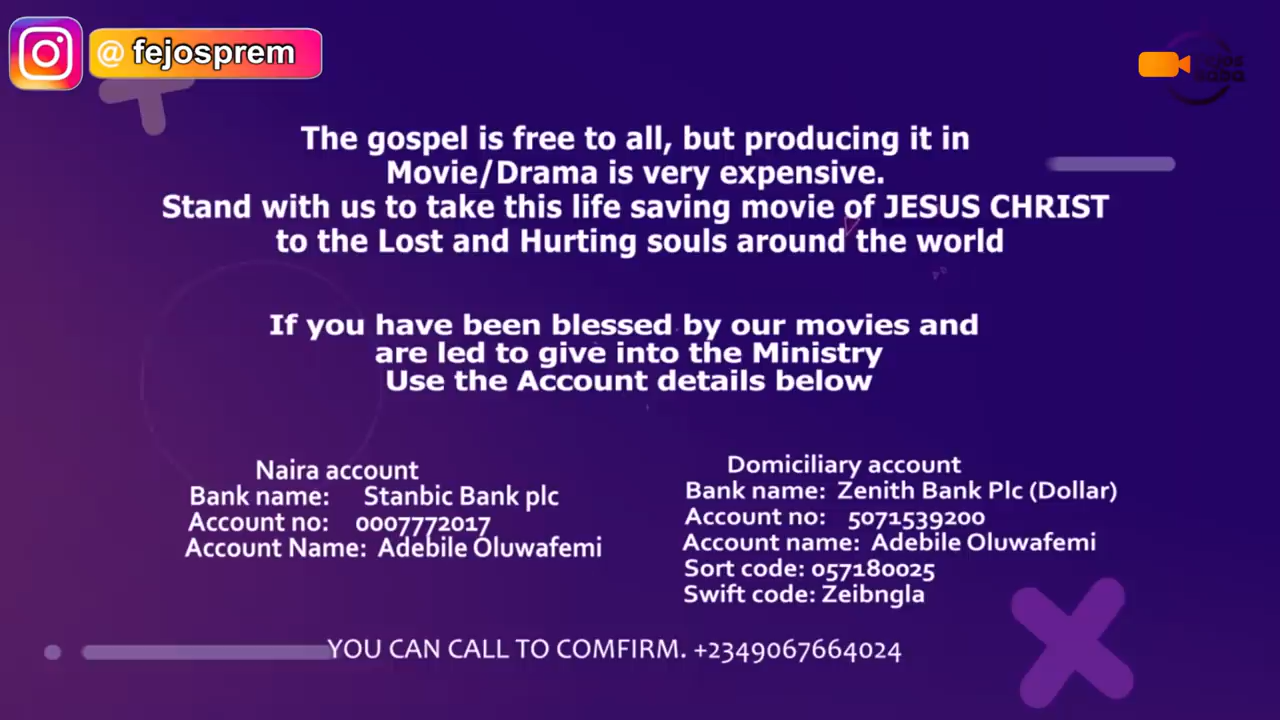 @ fejosprem
The gospel is free to all, but producing it in
Movie/Drama is very expensive.
Stand with us to take this life saving movie of JESUS CHRIST
to the Lost and Hurting souls around the world
If you have been blessed by our movies and
are led to give into the Ministry
Use the Account details below
Naira account
Bank name: Stanbic Bank plc
Account no: 0007772017
Account Name: Adebile Oluwafemi
Domiciliary account
Bank name: Zenith Bank Plc (Dollar)
Account no: 5071539200
Account name: Adebile Oluwafemi
Sort code: 057180025
Swift code: Zeibngla
YOU CAN CALL TO COMFIRM. +2349067664024